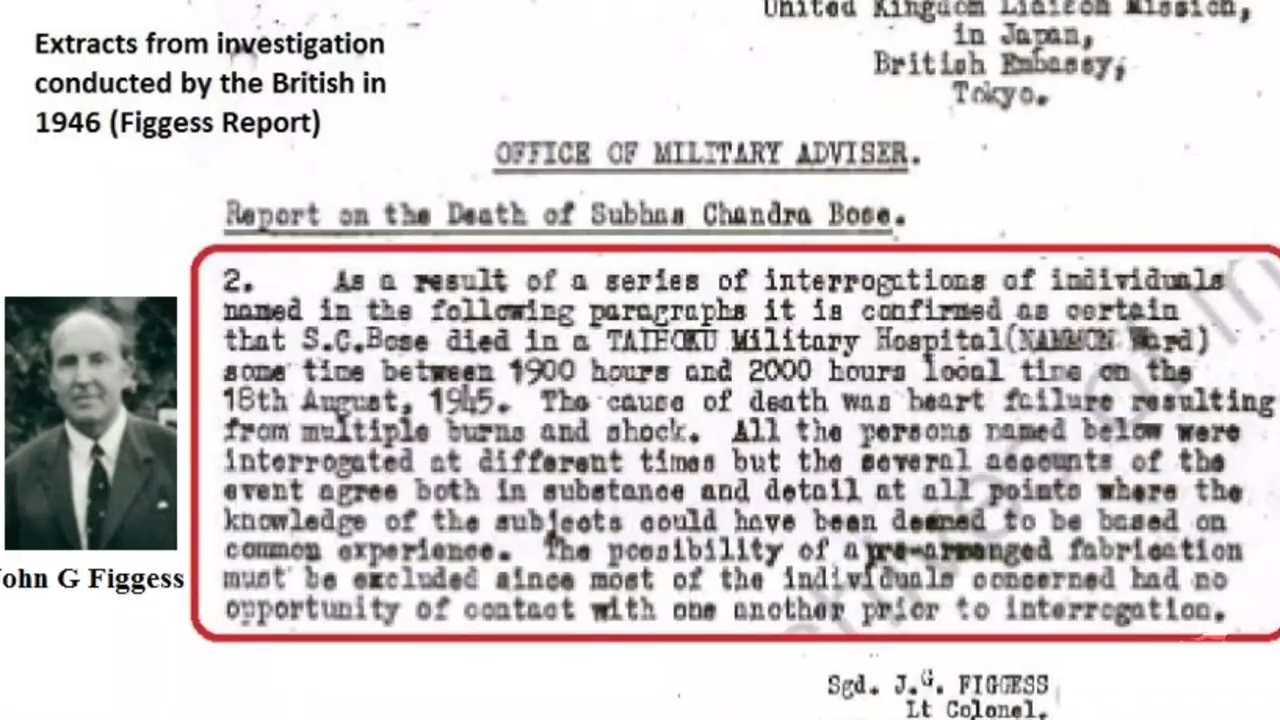 United Kingdom Liaison Mission,
in Japan,
British Embassy,
Tokyo.
Extracts from investigation
conducted by the British in
1946 (Figgess Report)
OFFICE OF MILITARY ADVISER.
Report on the Death of Subhas Chandra Bose.
2. As a result of a series of interrogations of individuals
named in the following paragraphs it is confirmed as certain
that S.C.Bose died in a TAIHOKU Military Hospital(NAMMON Ward)
some time between 1900 hours and 2000 hours local time on the
18th August, 1945. The cause of death was heart failure resulting
from multiple burns and shock. All the persons named below were
interrogated at different times but the several accounts of the
event agree both in substance and detail at all points where the
knowledge of the subjects could have been deemed to be based on
common experience. The possibility of a pre-arranged fabrication
must be excluded since most of the individuals concerned had no
opportunity of contact with one another prior to interrogation.
John G Figgess
Sgd. J.G. FIGGESS
Lt Colonel.